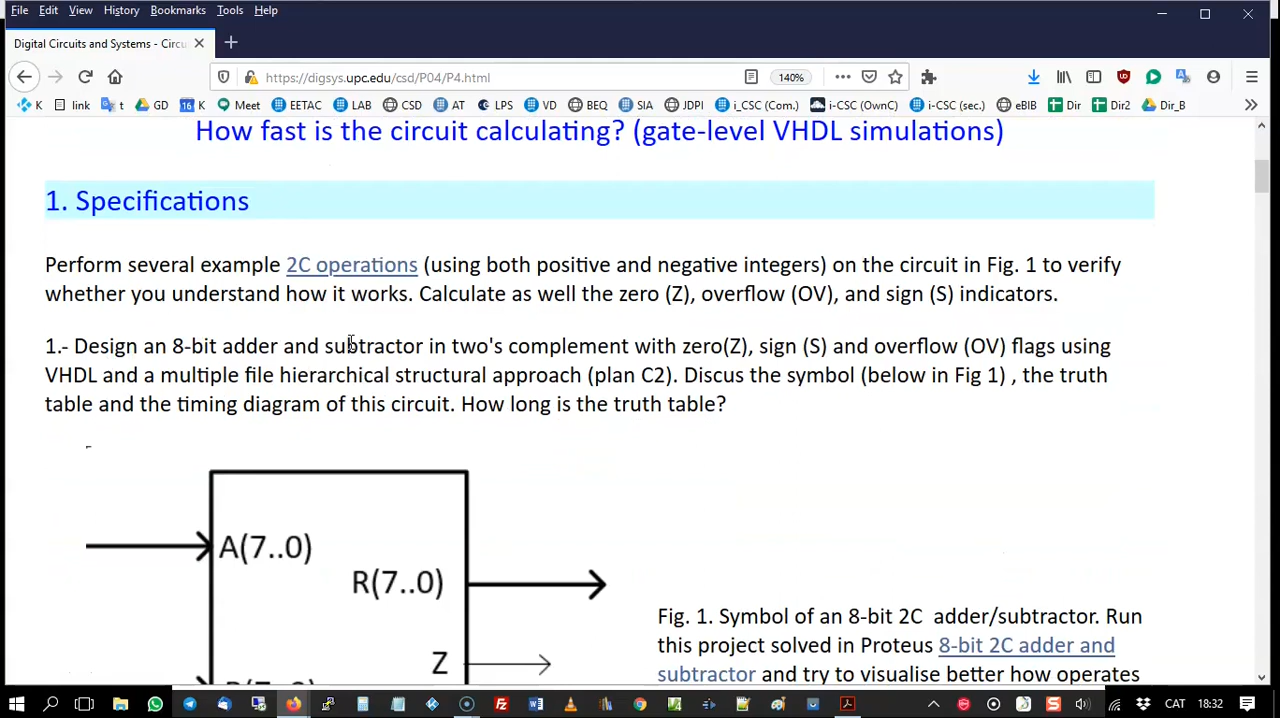 File Edit View History Bookmarks Tools Help
Digital Circuits and Systems - Circu
https://digsys.upc.edu/csd/P04/P4.html 140%
K link t GD K Meet EETAC LAB CSD AT LPS VD BEQ SIA JDPI i_CSC (Com.) i-CSC (OwnC) i-CSC (sec.) eBIB Dir Dir2 Dir_B
How fast is the circuit calculating? (gate-level VHDL simulations)
1. Specifications
Perform several example 2C operations (using both positive and negative integers) on the circuit in Fig. 1 to verify
whether you understand how it works. Calculate as well the zero (Z), overflow (OV), and sign (S) indicators.
1.- Design an 8-bit adder and subtractor in two's complement with zero(Z), sign (S) and overflow (OV) flags using
VHDL and a multiple file hierarchical structural approach (plan C2). Discus the symbol (below in Fig 1) , the truth
table and the timing diagram of this circuit. How long is the truth table?
A(7..0)
R(7..0)
Fig. 1. Symbol of an 8-bit 2C adder/subtractor. Run
this project solved in Proteus 8-bit 2C adder and
Z
subtractor and try to visualise better how operates
CAT 18:32